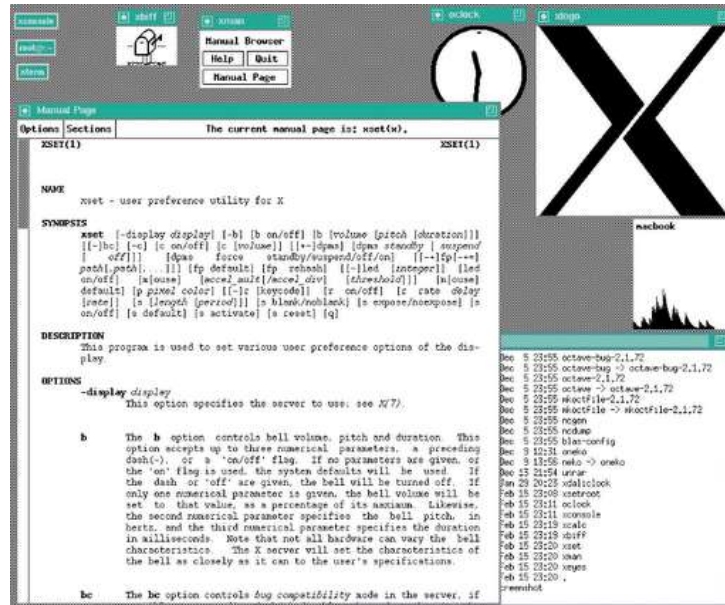 xconsole
xbiff
xman
oclock
xlogo
root@:~
xterm
Manual Browser
Help Quit
Manual Page
Manual Page
Options Sections The current manual page is: xset(x).
XSET(1) XSET(1)
NAME
xset - user preference utility for X
SYNOPSIS
xset [-display display] [-b] [b on/off] [b [volume [pitch [duration]]]
[[-]bc] [-c] [c on/off] [c [volume]] [[+-]dpms] [dpms standby [ suspend
[ off]]] [dpms force standby/suspend/off/on] [[-+]fp[-+=]
path[,path[,...]]] [fp default] [fp rehash] [[-]led [integer]] [led
on/off] [m[ouse] [accel_mult[/accel_div] [threshold]]] [m[ouse]
default] [p pixel color] [[-]r [keycode]] [r on/off] [r rate delay
[rate]] [s [length [period]]] [s blank/noblank] [s expose/noexpose] [s
on/off] [s default] [s activate] [s reset] [q]
DESCRIPTION
This program is used to set various user preference options of the dis-
play.
OPTIONS
-display display
This option specifies the server to use; see X(7).
b The b option controls bell volume, pitch and duration. This
option accepts up to three numerical parameters, a preceding
dash(-), or a 'on/off' flag. If no parameters are given, or
the 'on' flag is used, the system defaults will be used. If
the dash or 'off' are given, the bell will be turned off. If
only one numerical parameter is given, the bell volume will be
set to that value, as a percentage of its maximum. Likewise,
the second numerical parameter specifies the bell pitch, in
hertz, and the third numerical parameter specifies the duration
in milliseconds. Note that not all hardware can vary the bell
characteristics. The X server will set the characteristics of
the bell as closely as it can to the user's specifications.
bc The bc option controls bug compatibility mode in the server, if
macbook
Dec 5 23:55 octave-bug-2.1.72
Dec 5 23:55 octave-bug -> octave-bug-2.1.72
Dec 5 23:55 octave-2.1.72
Dec 5 23:55 octave -> octave-2.1.72
Dec 5 23:55 mkoctfile-2.1.72
Dec 5 23:55 mkoctfile -> mkoctfile-2.1.72
Dec 5 23:55 ncgen
Dec 5 23:55 ncdump
Dec 5 23:55 blas-config
Dec 9 12:31 oneko
Dec 9 13:56 neko -> oneko
Dec 13 21:54 unrar
Jan 29 20:23 xdaliclock
Feb 15 23:08 xsetroot
Feb 15 23:11 oclock
Feb 15 23:11 xconsole
Feb 15 23:19 xcalc
Feb 15 23:19 xbiff
Feb 15 23:20 xset
Feb 15 23:20 xman
Feb 15 23:20 xeyes
Feb 15 23:20 .
creenshot